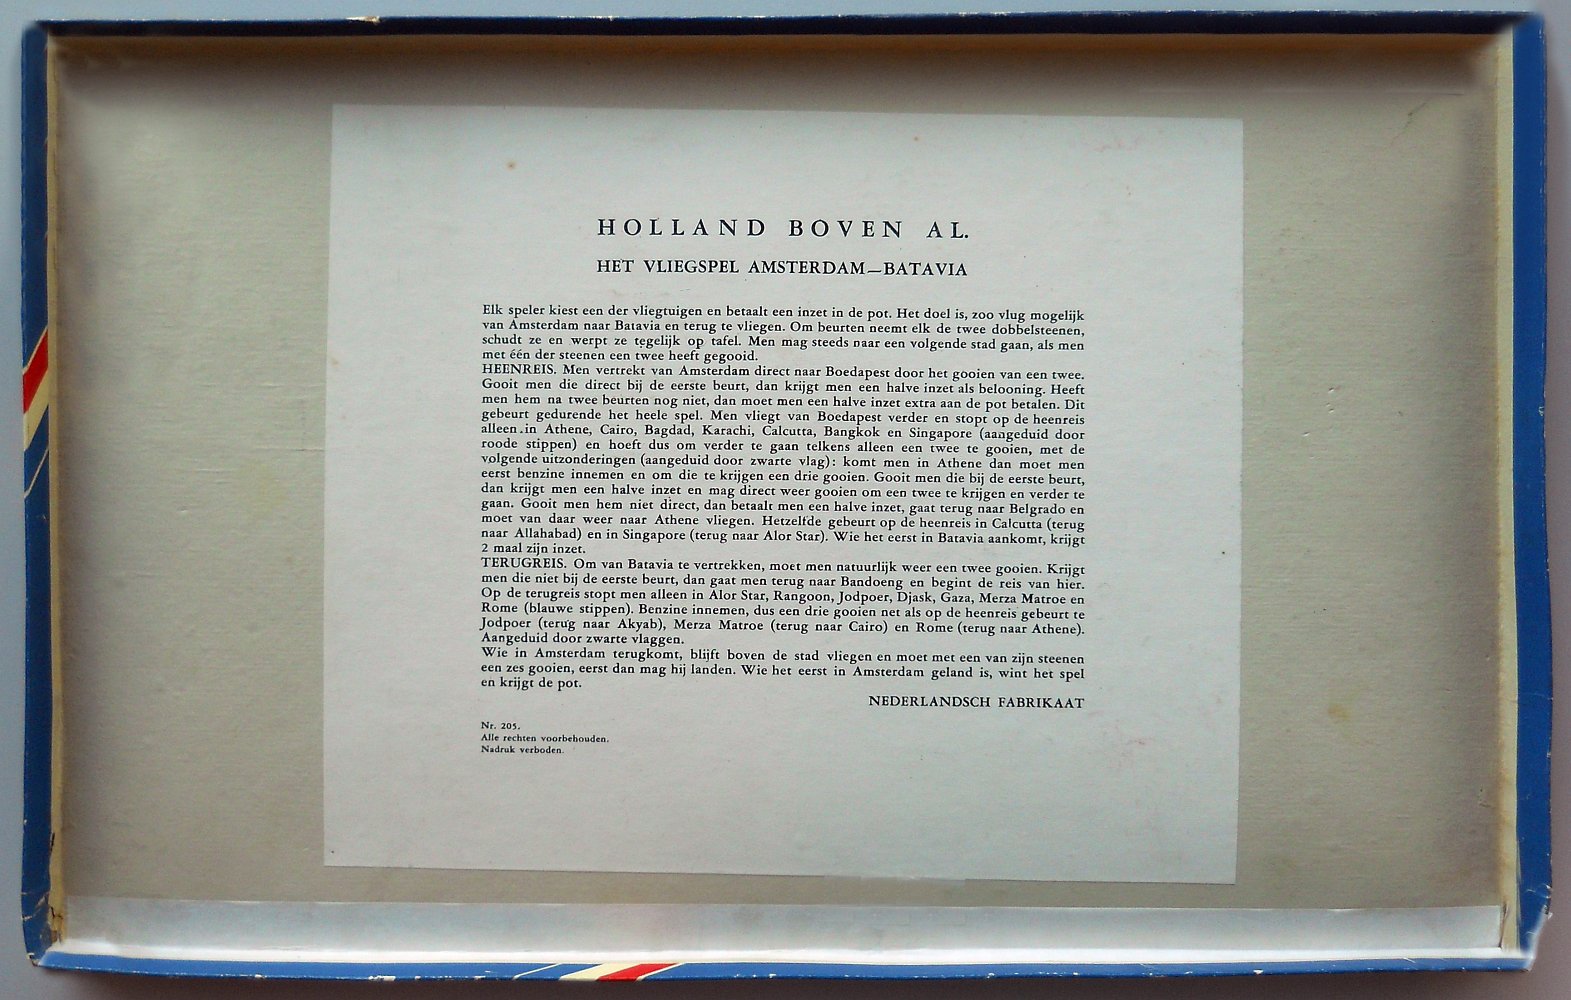 HOLLAND BOVEN AL.
HET VLIEGSPEL AMSTERDAM—BATAVIA
Elk speler kiest een der vliegtuigen en betaalt een inzet in de pot. Het doel is, zoo vlug mogelijk
van Amsterdam naar Batavia en terug te vliegen. Om beurten neemt elk de twee dobbelsteenen,
schudt ze en werpt ze tegelijk op tafel. Men mag steeds naar een volgende stad gaan, als men
met één der steenen een twee heeft gegooid.
HEENREIS. Men vertrekt van Amsterdam direct naar Boedapest door het gooien van een twee.
Gooit men die direct bij de eerste beurt, dan krijgt men een halve inzet als belooning. Heeft
men hem na twee beurten nog niet, dan moet men een halve inzet extra aan de pot betalen. Dit
gebeurt gedurende het heele spel. Men vliegt van Boedapest verder en stopt op de heenreis
alleen in Athene, Cairo, Bagdad, Karachi, Calcutta, Bangkok en Singapore (aangeduid door
roode stippen) en hoeft dus om verder te gaan telkens alleen een twee te gooien, met de
volgende uitzonderingen (aangeduid door zwarte vlag): komt men in Athene dan moet men
eerst benzine innemen en om die te krijgen een drie gooien. Gooit men die bij de eerste beurt,
dan krijgt men een halve inzet en mag direct weer gooien om een twee te krijgen en verder te
gaan. Gooit men hem niet direct, dan betaalt men een halve inzet, gaat terug naar Belgrado en
moet van daar weer naar Athene vliegen. Hetzelfde gebeurt op de heenreis in Calcutta (terug
naar Allahabad) en in Singapore (terug naar Alor Star). Wie het eerst in Batavia aankomt, krijgt
2 maal zijn inzet.
TERUGREIS. Om van Batavia te vertrekken, moet men natuurlijk weer een twee gooien. Krijgt
men die niet bij de eerste beurt, dan gaat men terug naar Bandoeng en begint de reis van hier.
Op de terugreis stopt men alleen in Alor Star, Rangoon, Jodpoer, Djask, Gaza, Merza Matroe en
Rome (blauwe stippen). Benzine innemen, dus een drie gooien net als op de heenreis gebeurt te
Jodpoer (terug naar Akyab), Merza Matroe (terug naar Cairo) en Rome (terug naar Athene).
Aangeduid door zwarte vlaggen.
Wie in Amsterdam terugkomt, blijft boven de stad vliegen en moet met een van zijn steenen
een zes gooien, eerst dan mag hij landen. Wie het eerst in Amsterdam geland is, wint het spel
en krijgt de pot.
NEDERLANDSCH FABRIKAAT
Nr. 205.
Alle rechten voorbehouden.
Nadruk verboden.